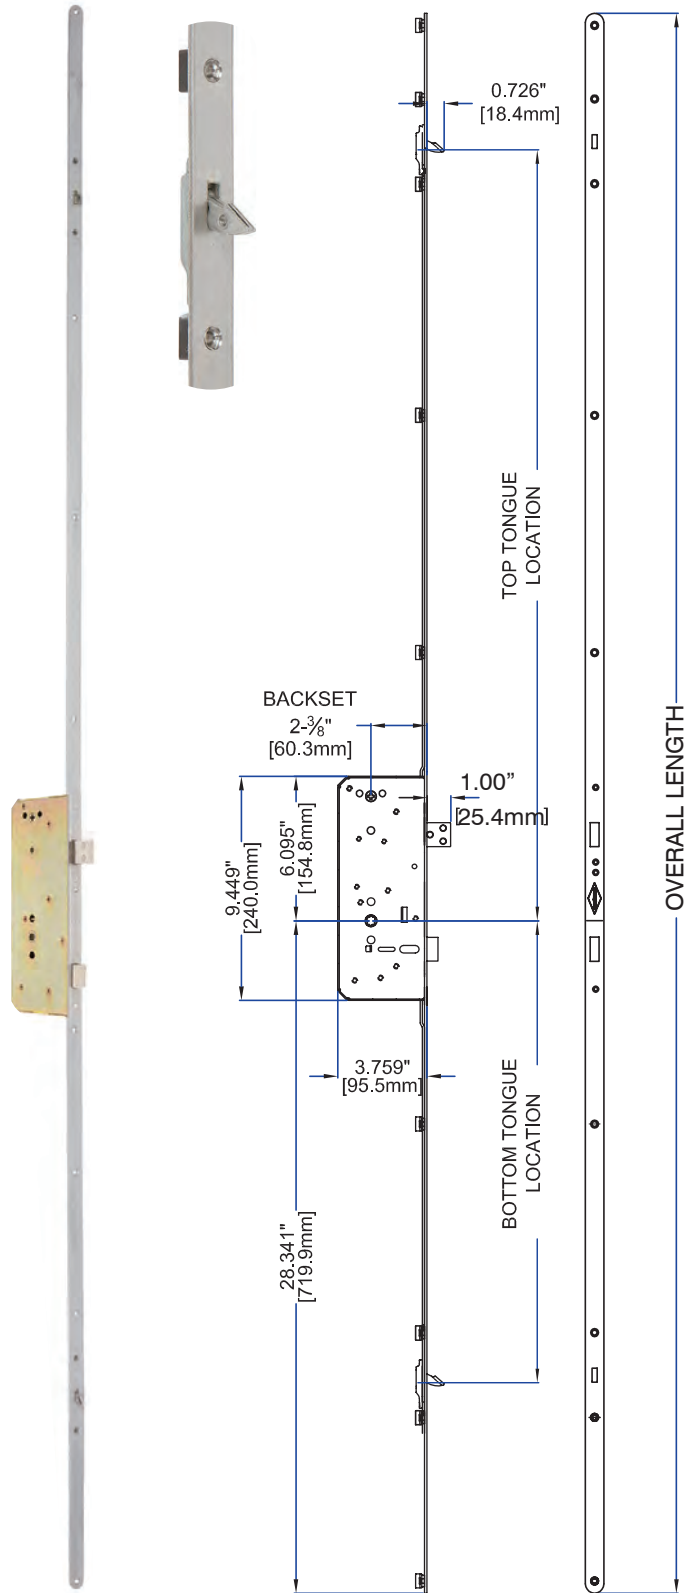 0.726"
[18.4mm]
TOP TONGUE
LOCATION
BACKSET
2-⅜"
[60.3mm]
1.00”
[25.4mm]
6.095"
[154.8mm]
9.449"
[240.0mm]
OVERALL LENGTH
3.759"
[95.5mm]
BOTTOM TONGUE
LOCATION
28.341"
[719.9mm]